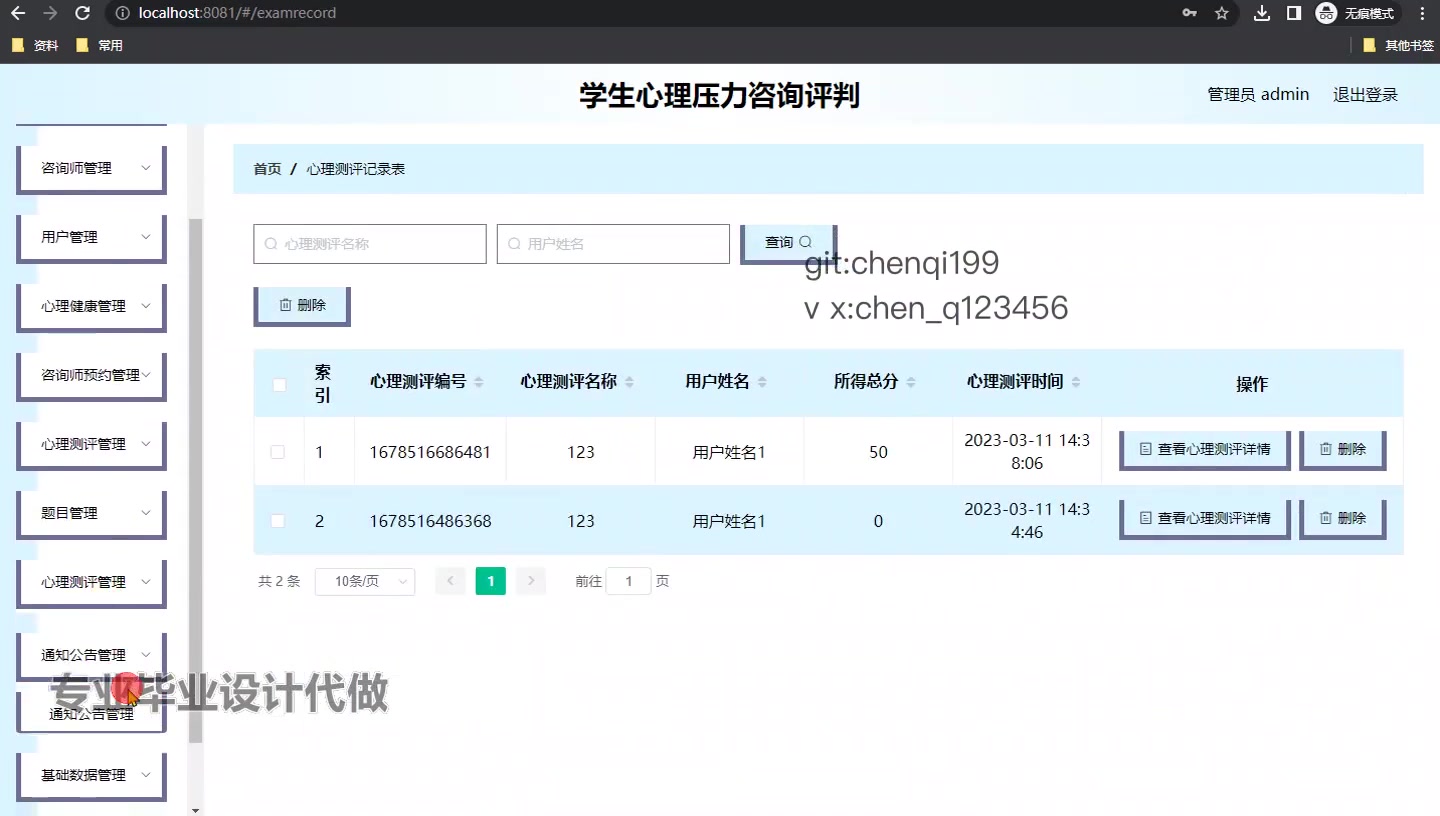 localhost:8081/#/examrecord
无痕模式
资料
常用
其他书签
学生心理压力咨询评判
管理员 admin
退出登录
咨询师管理
用户管理
心理健康管理
咨询师预约管理
心理测评管理
题目管理
心理测评管理
通知公告管理
通知公告管理
基础数据管理
首页 / 心理测评记录表
心理测评名称
用户姓名
查询
git:chenqi199
v x:chen_q123456
删除
索引 心理测评编号 心理测评名称 用户姓名 所得总分 心理测评时间 操作
1 1678516686481 123 用户姓名1 50 2023-03-11 14:38:06 查看心理测评详情 删除
2 1678516486368 123 用户姓名1 0 2023-03-11 14:34:46 查看心理测评详情 删除
共 2 条 10条/页 1 前往 1 页
专业毕业设计代做